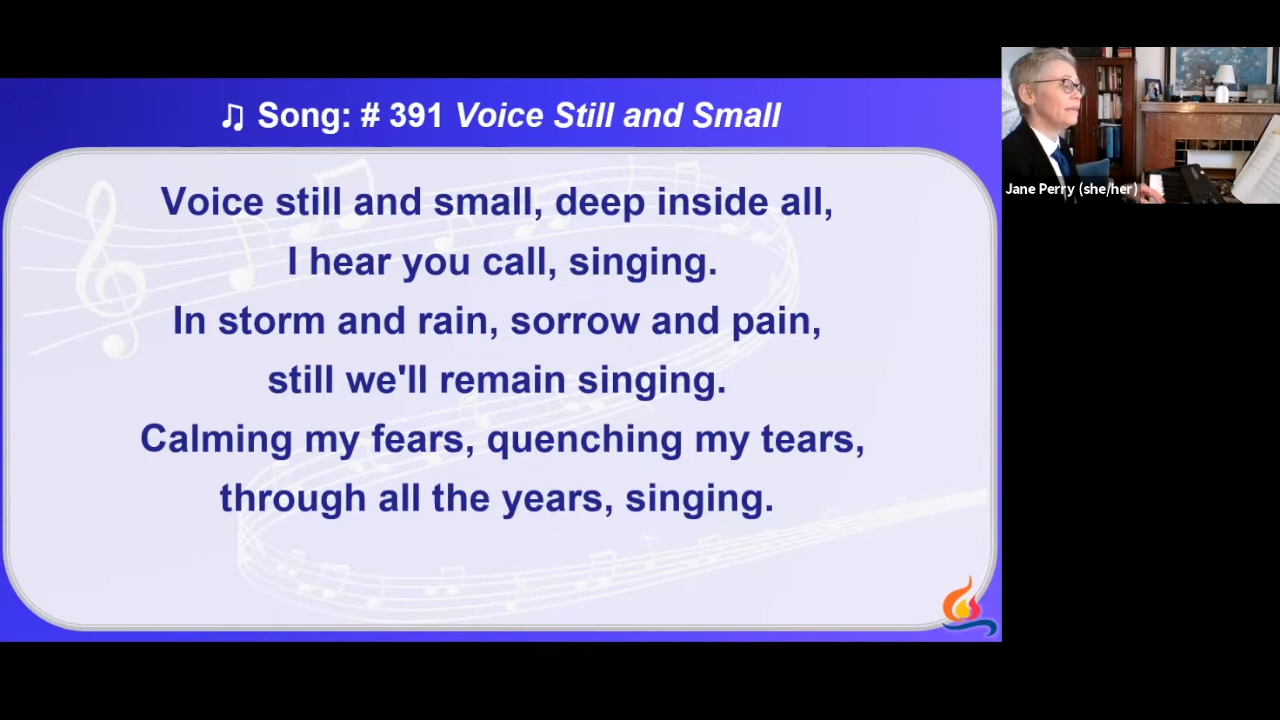 ♫ Song: # 391 Voice Still and Small
Voice still and small, deep inside all,
I hear you call, singing.
In storm and rain, sorrow and pain,
still we'll remain singing.
Calming my fears, quenching my tears,
through all the years, singing.
Jane Perry (she/her)